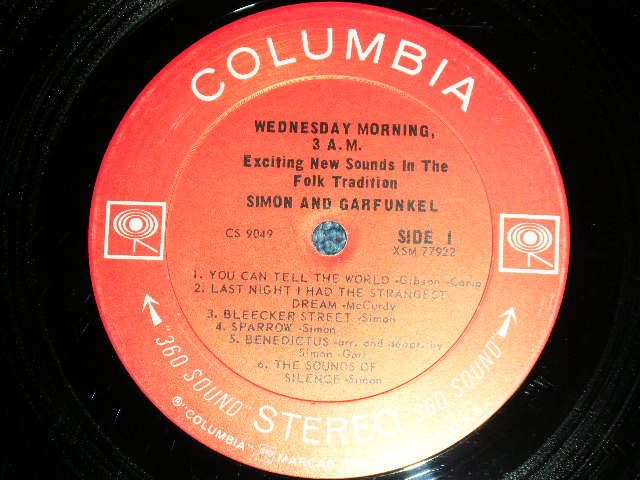 COLUMBIA
WEDNESDAY MORNING,
3 A.M.
Exciting New Sounds In The
Folk Tradition
SIMON AND GARFUNKEL
CS 9049
SIDE 1
XSM 77922
1. YOU CAN TELL THE WORLD -Gibson -Camp
2. LAST NIGHT I HAD THE STRANGEST
DREAM -McCurdy
3. BLEECKER STREET -Simon
4. SPARROW -Simon
5. BENEDICTUS -arr. and adapt. by
Simon -Garr
6. THE SOUNDS OF
SILENCE -Simon
"360 SOUND" STEREO "360 SOUND"
® "COLUMBIA" MARCAS